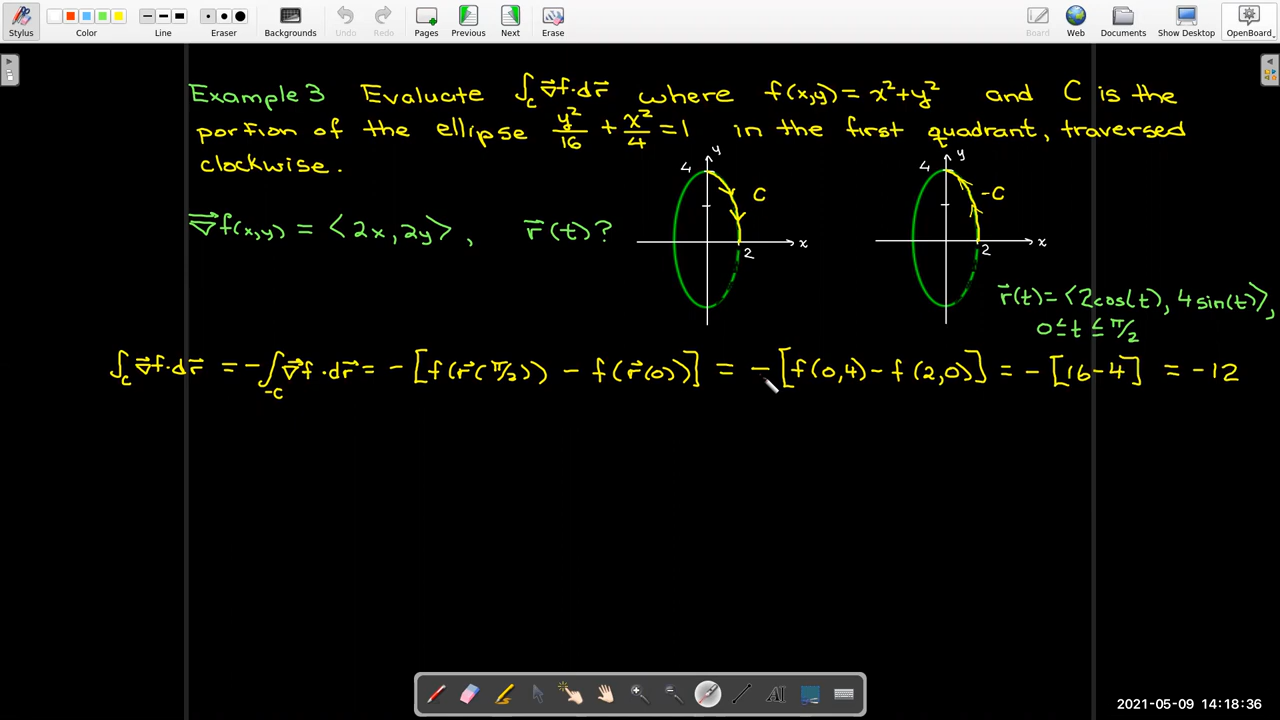 Stylus
Color
Line
Eraser
Backgrounds
Undo
Redo
Pages
Previous
Next
Erase
Board
Web
Documents
Show Desktop
OpenBoard
Example 3 Evaluate ∫_C ∇⃗f·dr⃗ where f(x,y) = x²+y² and C is the
portion of the ellipse y²/16 + x²/4 = 1 in the first quadrant, traversed
clockwise.
4 y C x 2
4 y -C x 2
∇⃗f(x,y) = ⟨2x, 2y⟩, r⃗(t)?
r⃗(t) = ⟨2cos(t), 4sin(t)⟩,
0≤t≤π/2
∫_C ∇⃗f·dr⃗ = -∫_-C ∇⃗f·dr⃗ = -[f(r⃗(π/2)) - f(r⃗(0))] = -[f(0,4) - f(2,0)] = -[16-4] = -12
AI
2021-05-09 14:18:36